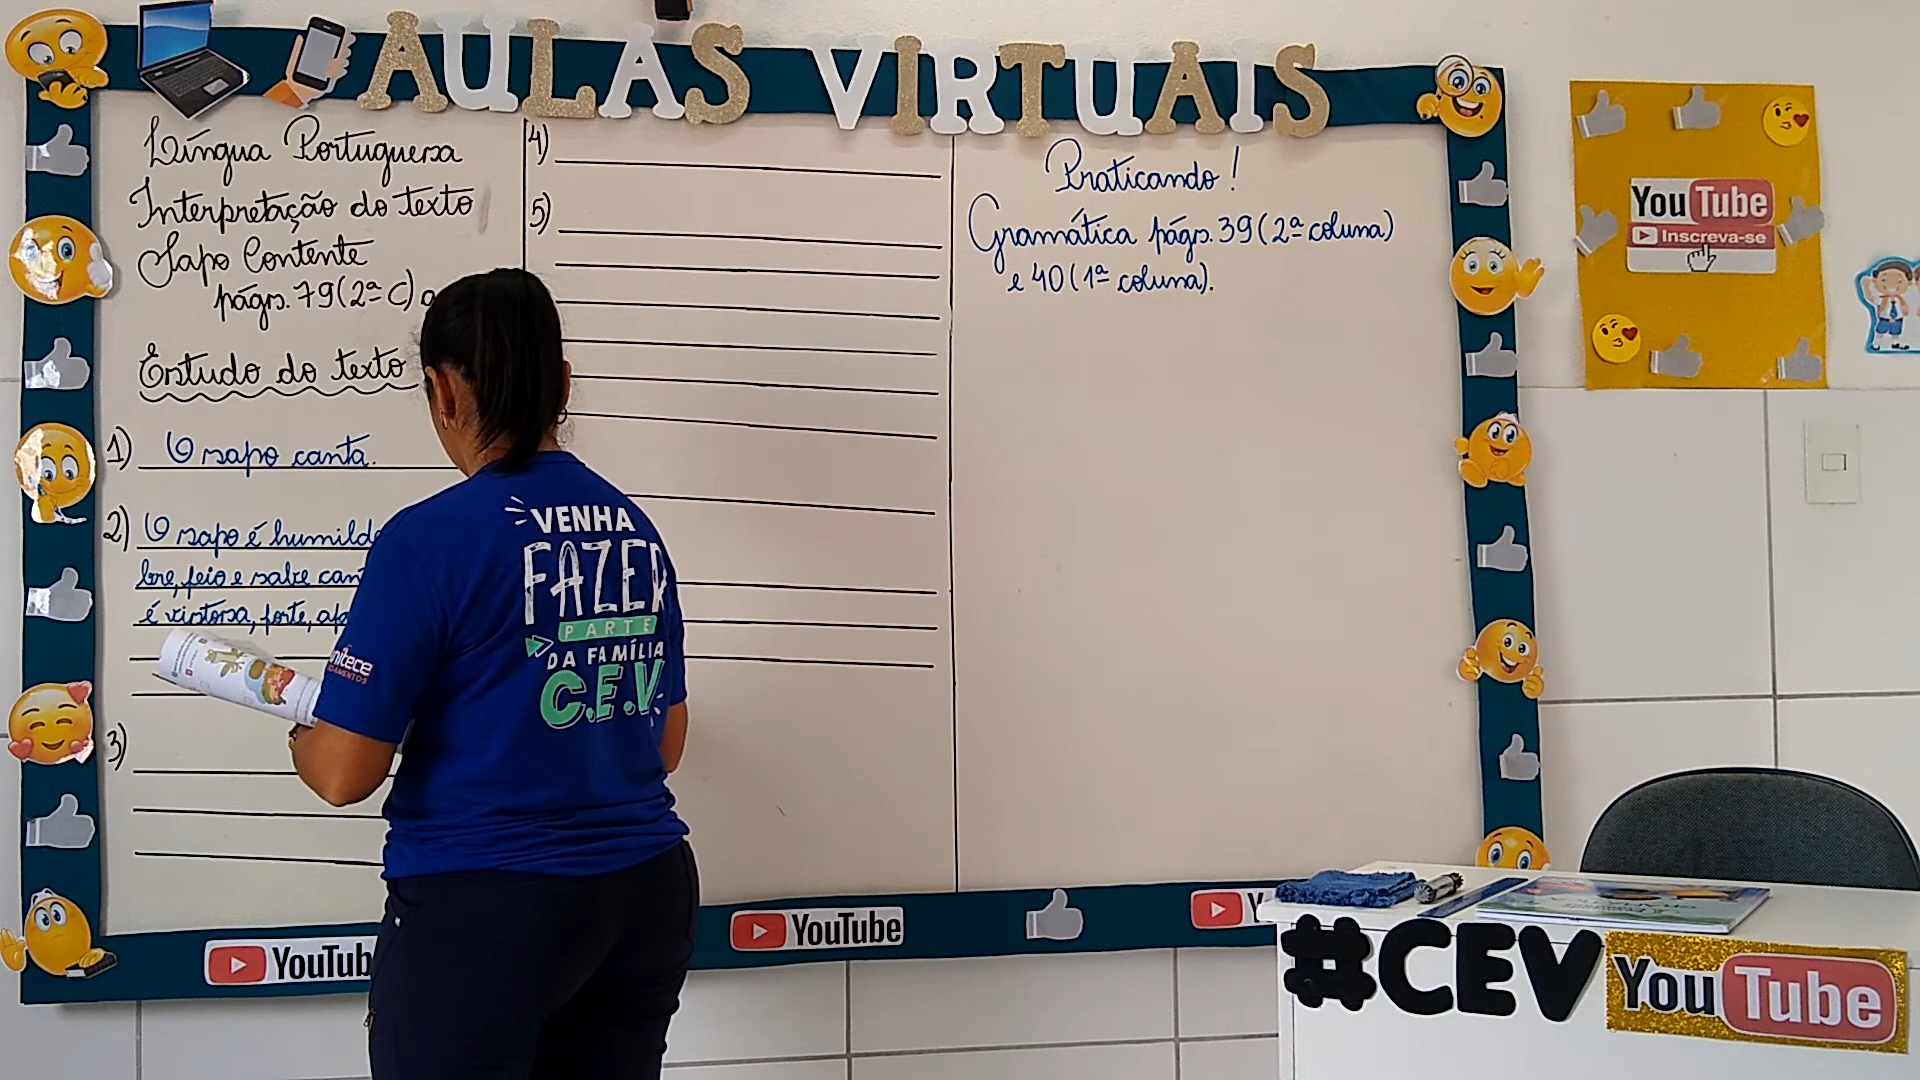 AULAS VIRTUAIS
Língua Portuguesa
Interpretação do texto
Sapo Contente
págs. 79 (2ª C) a
Estudo do texto
1) O sapo canta.
2) O sapo é humilde
bre, feio e sabe can
é vistosa, forte,
3)
4)
5)
Praticando!
Gramática págs. 39 (2ª coluna)
e 40 (1ª coluna).
VENHA
FAZER
PARTE
DA FAMÍLIA
C.E.V
YouTube
Inscreva-se
YouTub
YouTube
Y
#CEV YouTube